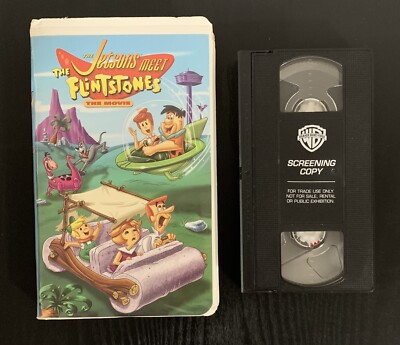 THE
Jetsons MEET
THE
FLINTSTONES
THE MOVIE
WB
SCREENING
COPY
FOR TRADE USE ONLY.
NOT FOR SALE, RENTAL
OR PUBLIC EXHIBITION.